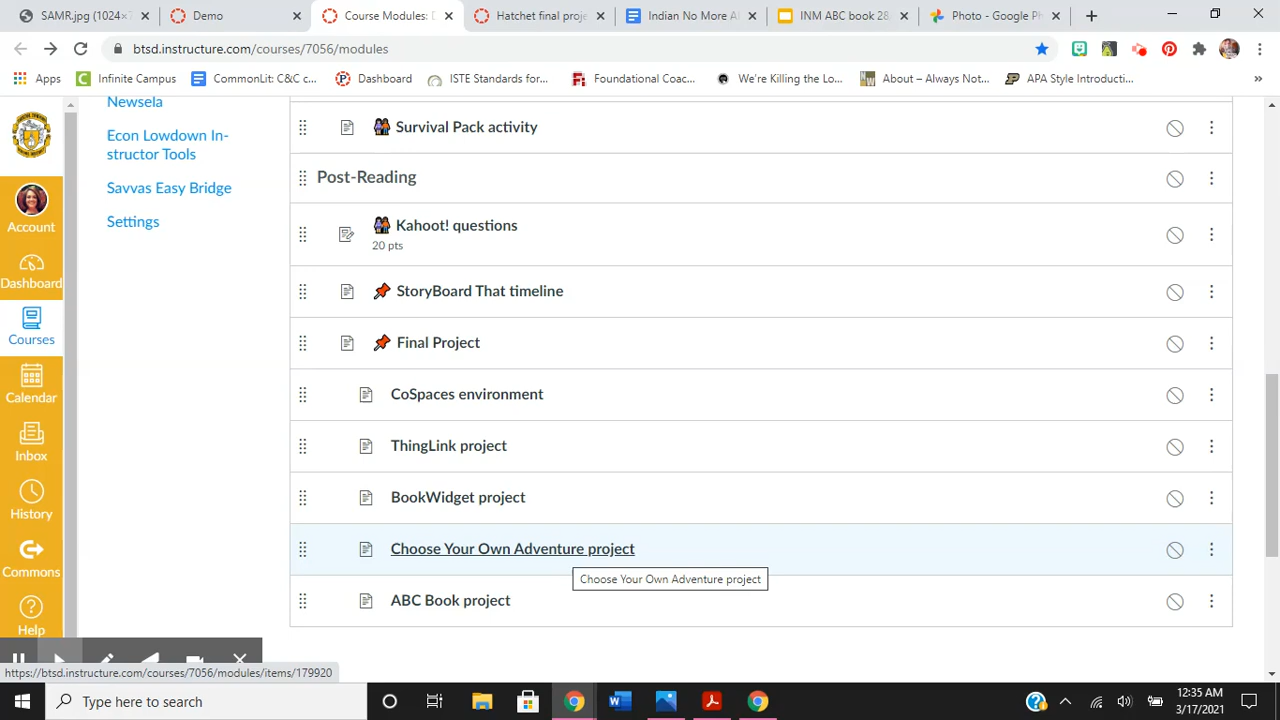 SAMR.jpg (1024×7
Demo
Course Modules: D
Hatchet final proje
Indian No More AB
INM ABC book 28
Photo - Google Ph
btsd.instructure.com/courses/7056/modules
Apps
Infinite Campus
CommonLit: C&C c...
Dashboard
ISTE Standards for...
Foundational Coac...
We're Killing the Lo...
About – Always Not...
APA Style Introducti...
»
Newsela
Econ Lowdown In-
structor Tools
Savvas Easy Bridge
Settings
Account
Dashboard
Courses
Calendar
Inbox
History
Commons
Help
Survival Pack activity
Post-Reading
Kahoot! questions
20 pts
StoryBoard That timeline
Final Project
CoSpaces environment
ThingLink project
BookWidget project
Choose Your Own Adventure project
Choose Your Own Adventure project
ABC Book project
https://btsd.instructure.com/courses/7056/modules/items/179920
Type here to search
12:35 AM
3/17/2021